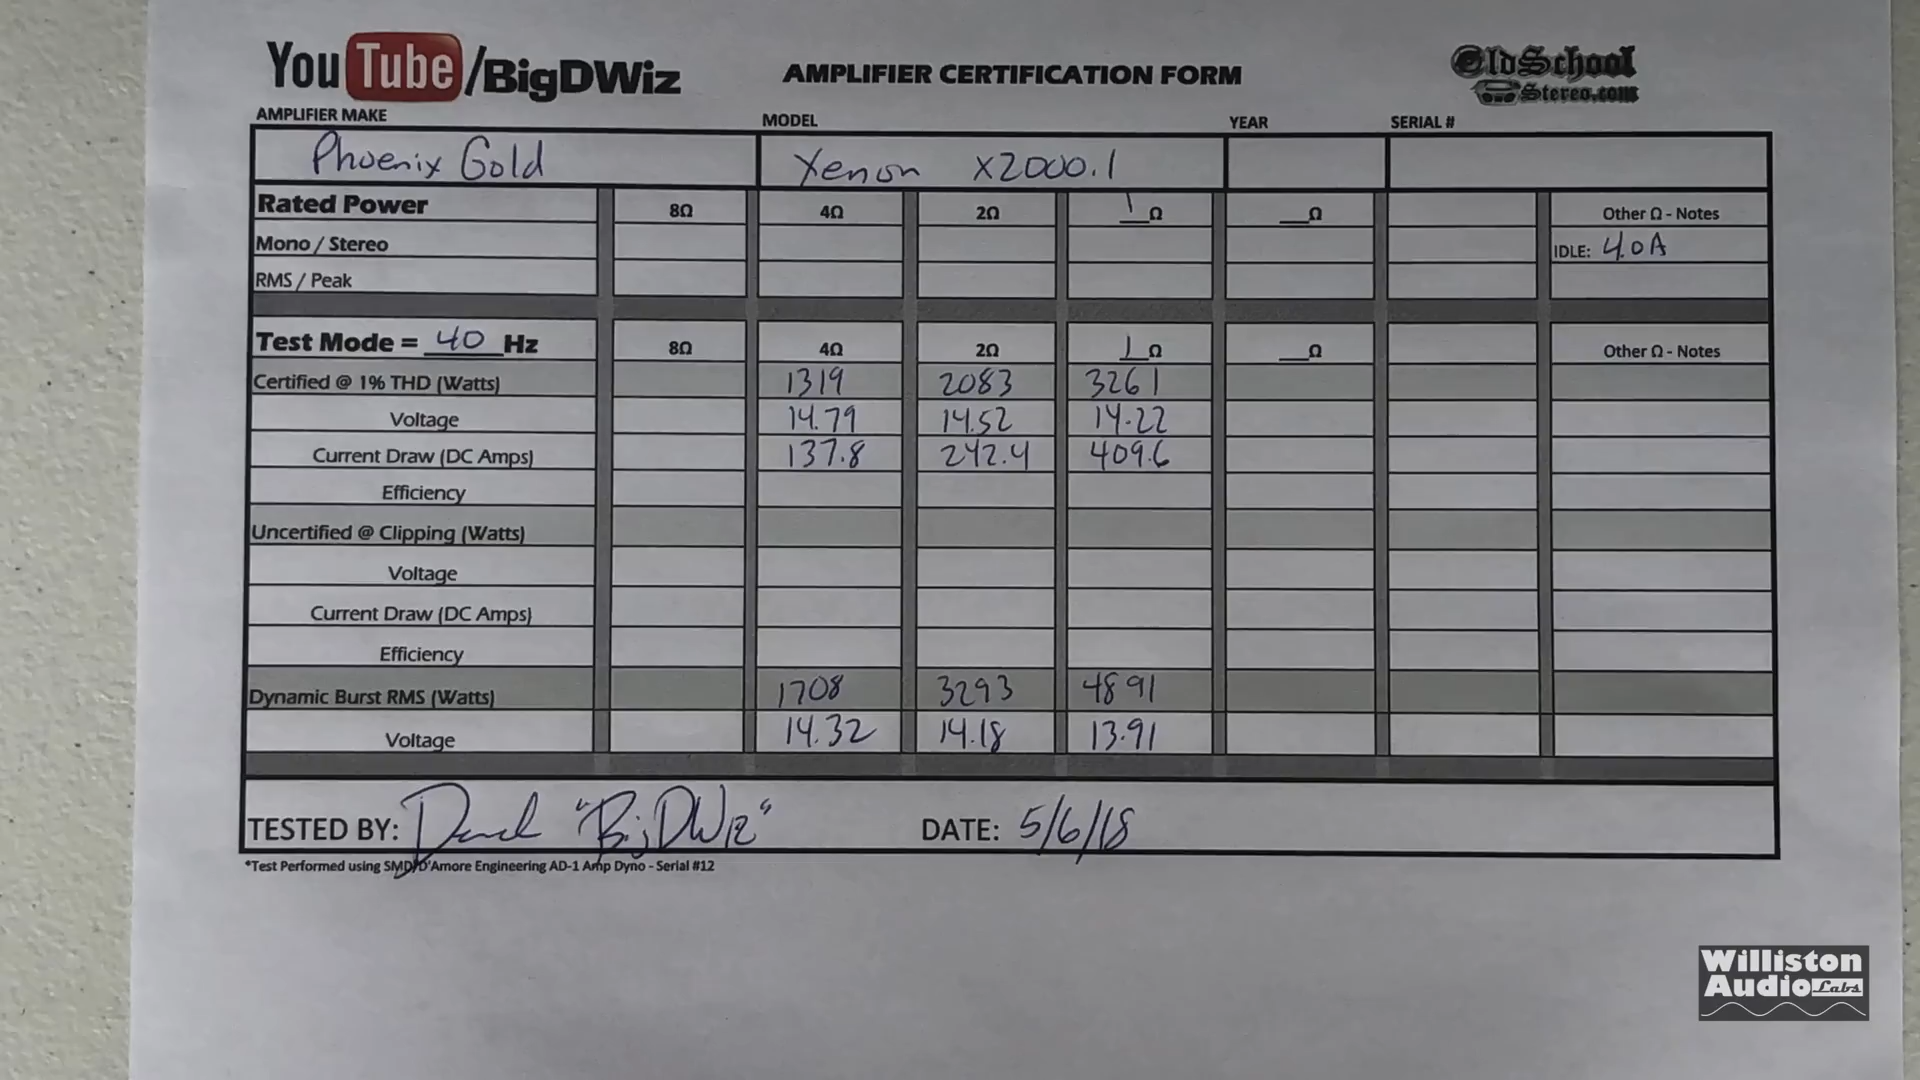 YouTube/BigDWiz AMPLIFIER CERTIFICATION FORM OldSchool Stereo.com
AMPLIFIER MAKE MODEL YEAR SERIAL #
Phoenix Gold Xenon X2000.1
Rated Power 8Ω 4Ω 2Ω 1Ω __Ω Other Ω - Notes
Mono / Stereo IDLE: 4.0A
RMS / Peak
Test Mode = 40 Hz 8Ω 4Ω 2Ω 1Ω __Ω Other Ω - Notes
Certified @ 1% THD (Watts) 1319 2083 3261
Voltage 14.79 14.52 14.22
Current Draw (DC Amps) 137.8 242.4 409.6
Efficiency
Uncertified @ Clipping (Watts)
Voltage
Current Draw (DC Amps)
Efficiency
Dynamic Burst RMS (Watts) 1708 3293 4891
Voltage 14.32 14.18 13.91
TESTED BY: "BigDWiz" DATE: 5/6/18
*Test Performed using SMD/D'Amore Engineering AD-1 Amp Dyno - Serial #12
Williston
Audio Labs